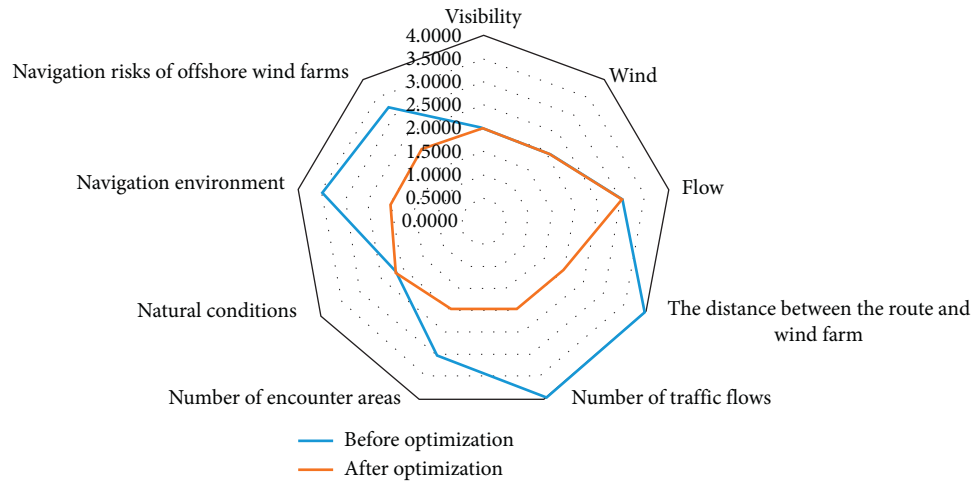 Visibility
4.0000
3.5000
3.0000
2.5000
2.0000
1.5000
1.0000
0.5000
0.0000
Wind
Flow
The distance between the route and
wind farm
Number of traffic flows
Number of encounter areas
Natural conditions
Navigation environment
Navigation risks of offshore wind farms
Before optimization
After optimization